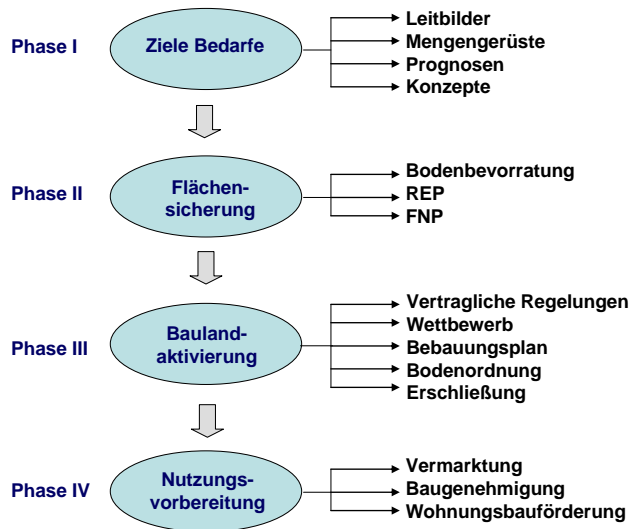 Phase I
Ziele Bedarfe
Leitbilder
Mengengerüste
Prognosen
Konzepte
Phase II
Flächen-
sicherung
Bodenbevorratung
REP
FNP
Phase III
Bauland-
aktivierung
Vertragliche Regelungen
Wettbewerb
Bebauungsplan
Bodenordnung
Erschließung
Phase IV
Nutzungs-
vorbereitung
Vermarktung
Baugenehmigung
Wohnungsbauförderung